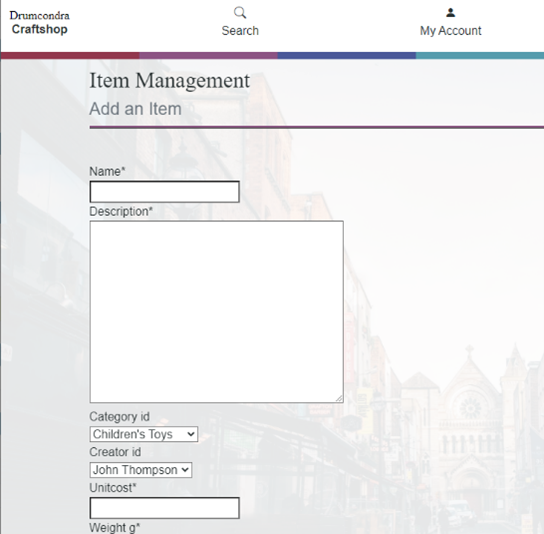 Drumcondra
Craftshop
Search
My Account
Item Management
Add an Item
Name*
Description*
Category id
Children's Toys
Creator id
John Thompson
Unitcost*
Weight g*